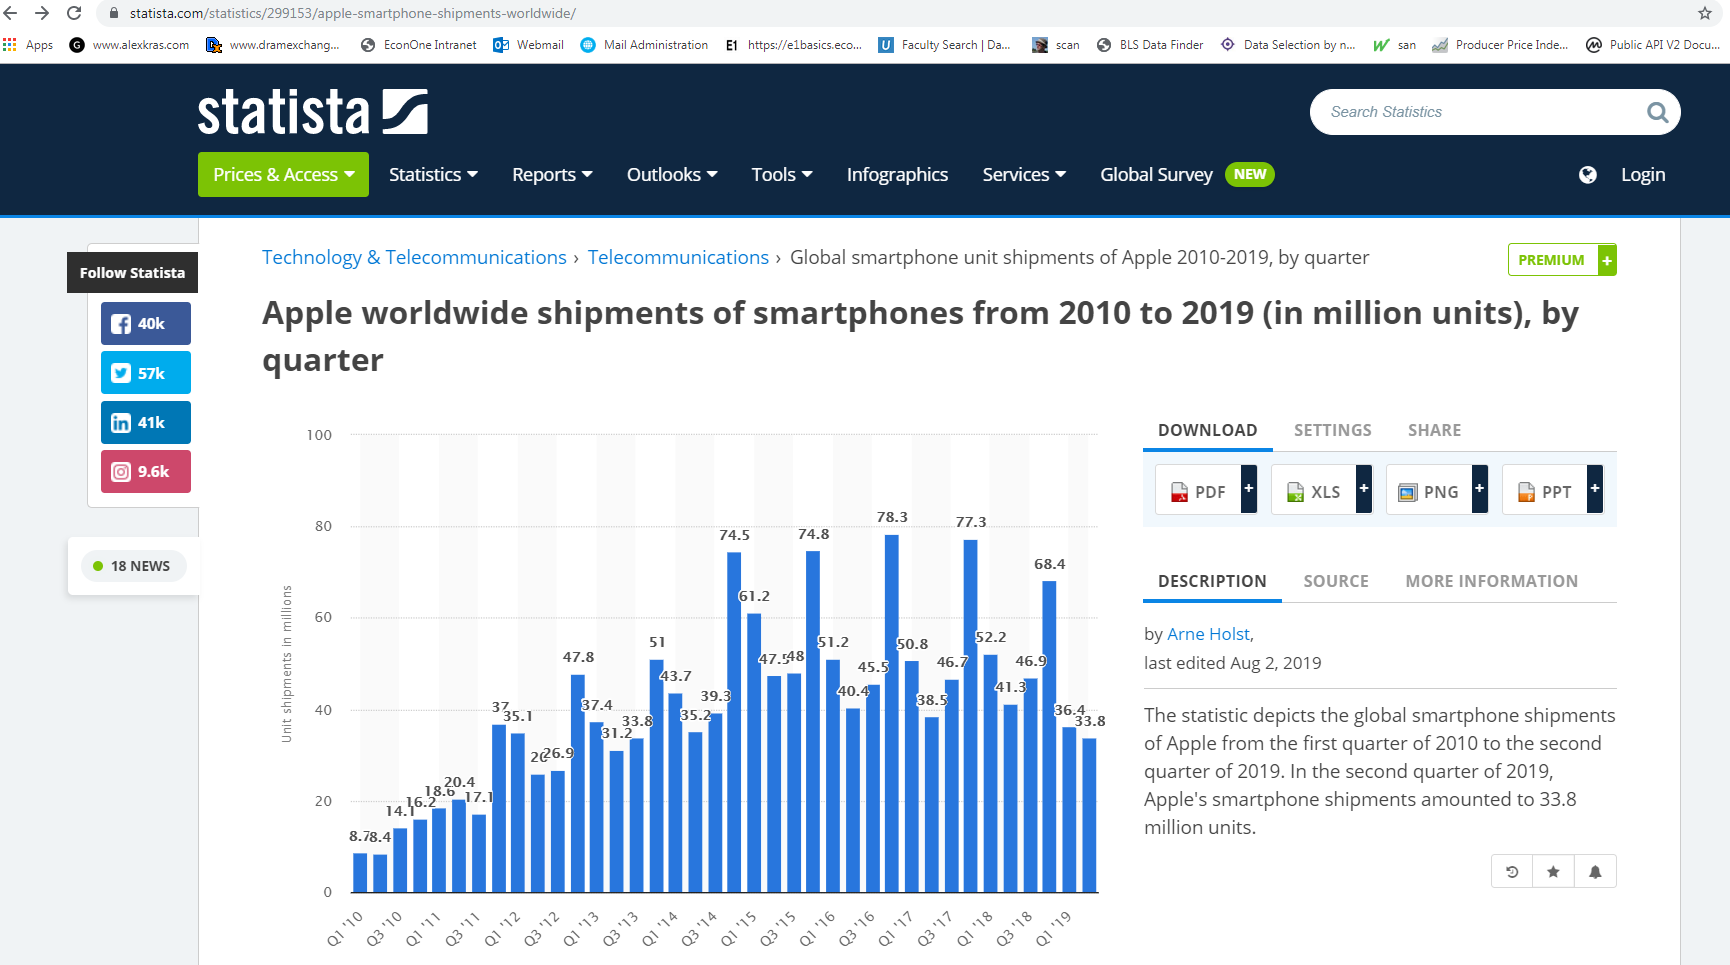 statista.com/statistics/299153/apple-smartphone-shipments-worldwide/
Apps www.alexkras.com www.dramexchang... EconOne Intranet Webmail Mail Administration E1 https://e1basics.eco... Faculty Search | Da... scan BLS Data Finder Data Selection by n... san Producer Price Inde... Public API V2 Docu...
statista
Search Statistics
Prices & Access Statistics Reports Outlooks Tools Infographics Services Global Survey NEW Login
Follow Statista
40k
57k
41k
9.6k
18 NEWS
Technology & Telecommunications › Telecommunications › Global smartphone unit shipments of Apple 2010-2019, by quarter
PREMIUM +
Apple worldwide shipments of smartphones from 2010 to 2019 (in million units), by
quarter
Unit shipments in millions
100
80
60
40
20
0
8.7 8.4 14.1 16.2 18.6 20.4 17.1 37 35.1 26 26.9 47.8 37.4 31.2 33.8 51 43.7 35.2 39.3 74.5 61.2 47.5 48 74.8 51.2 40.4 45.5 78.3 50.8 38.5 46.7 77.3 52.2 41.3 46.9 68.4 36.4 33.8
Q1 '10 Q3 '10 Q1 '11 Q3 '11 Q1 '12 Q3 '12 Q1 '13 Q3 '13 Q1 '14 Q3 '14 Q1 '15 Q3 '15 Q1 '16 Q3 '16 Q1 '17 Q3 '17 Q1 '18 Q3 '18 Q1 '19
DOWNLOAD SETTINGS SHARE
PDF + XLS + PNG + PPT +
DESCRIPTION SOURCE MORE INFORMATION
by Arne Holst,
last edited Aug 2, 2019
The statistic depicts the global smartphone shipments
of Apple from the first quarter of 2010 to the second
quarter of 2019. In the second quarter of 2019,
Apple's smartphone shipments amounted to 33.8
million units.